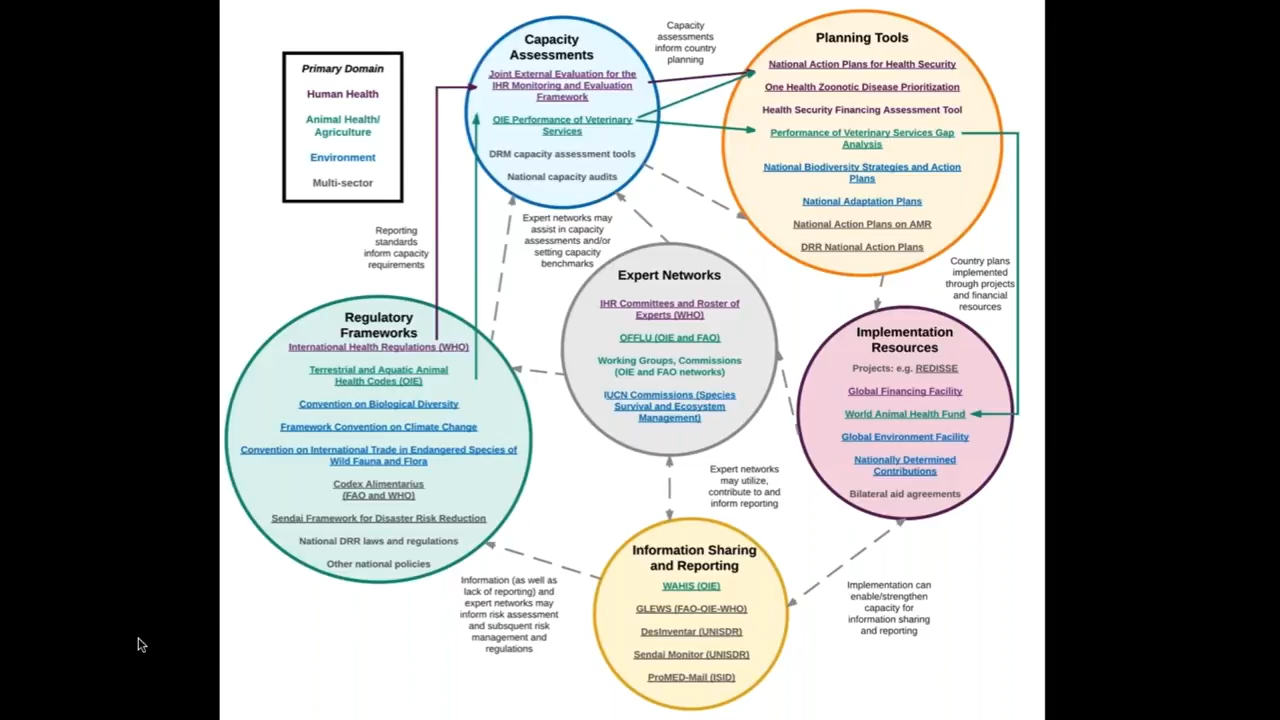 Primary Domain
Human Health
Animal Health/
Agriculture
Environment
Multi-sector
Capacity
Assessments
Joint External Evaluation for the
IHR Monitoring and Evaluation
Framework
OIE Performance of Veterinary
Services
DRM capacity assessment tools
National capacity audits
Capacity
assessments
inform country
planning
Planning Tools
National Action Plans for Health Security
One Health Zoonotic Disease Prioritization
Health Security Financing Assessment Tool
Performance of Veterinary Services Gap
Analysis
National Biodiversity Strategies and Action
Plans
National Adaptation Plans
National Action Plans on AMR
DRR National Action Plans
Reporting
standards
inform capacity
requirements
Expert networks may
assist in capacity
assessments and/or
setting capacity
benchmarks
Country plans
implemented
through projects
and financial
resources
Expert Networks
IHR Committees and Roster of
Experts (WHO)
OFFLU (OIE and FAO)
Working Groups, Commissions
(OIE and FAO networks)
IUCN Commissions (Species
Survival and Ecosystem
Management)
Regulatory
Frameworks
International Health Regulations (WHO)
Terrestrial and Aquatic Animal
Health Codes (OIE)
Convention on Biological Diversity
Framework Convention on Climate Change
Convention on International Trade in Endangered Species of
Wild Fauna and Flora
Codex Alimentarius
(FAO and WHO)
Sendai Framework for Disaster Risk Reduction
National DRR laws and regulations
Other national policies
Implementation
Resources
Projects: e.g. REDISSE
Global Financing Facility
World Animal Health Fund
Global Environment Facility
Nationally Determined
Contributions
Bilateral aid agreements
Expert networks
may utilize,
contribute to and
inform reporting
Information Sharing
and Reporting
WAHIS (OIE)
GLEWS (FAO-OIE-WHO)
DesInventar (UNISDR)
Sendai Monitor (UNISDR)
ProMED-Mail (ISID)
Information (as well as
lack of reporting) and
expert networks may
inform risk assessment
and subsquent risk
management and
regulations
Implementation can
enable/strengthen
capacity for
information sharing
and reporting